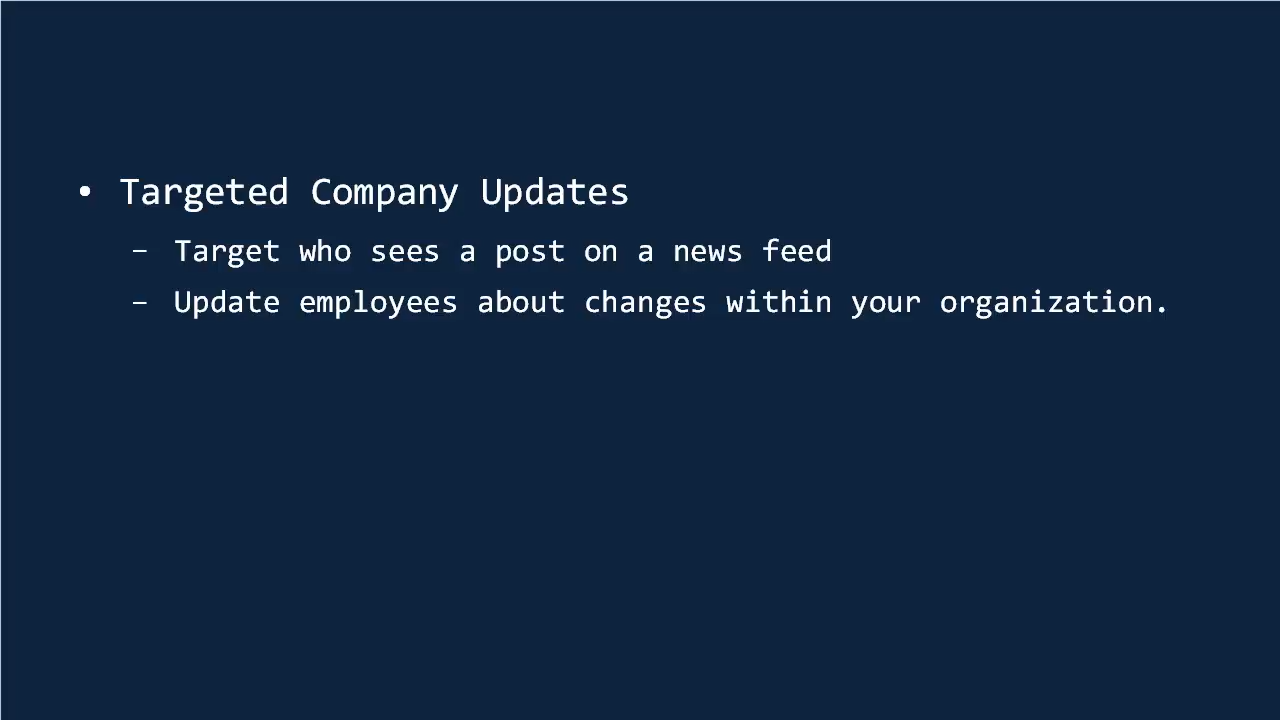 • Targeted Company Updates
– Target who sees a post on a news feed
– Update employees about changes within your organization.